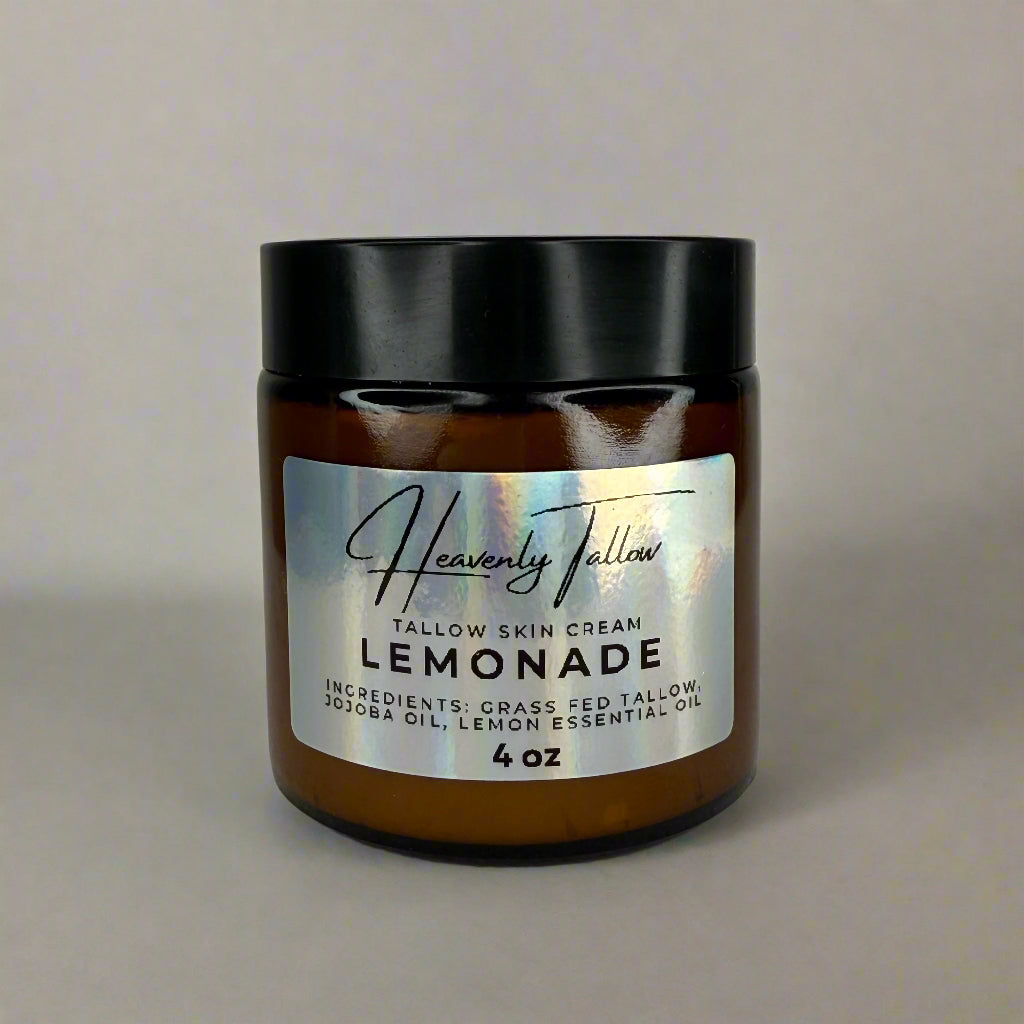 Heavenly Tallow
TALLOW SKIN CREAM
LEMONADE
INGREDIENTS: GRASS FED TALLOW,
JOJOBA OIL, LEMON ESSENTIAL OIL
4 oz